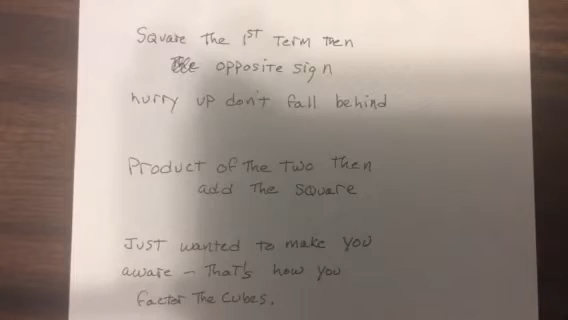 Square the 1st term then
opposite sign
hurry up don't fall behind
Product of the two then
add the square
Just wanted to make you
aware - That's how you
factor the cubes.